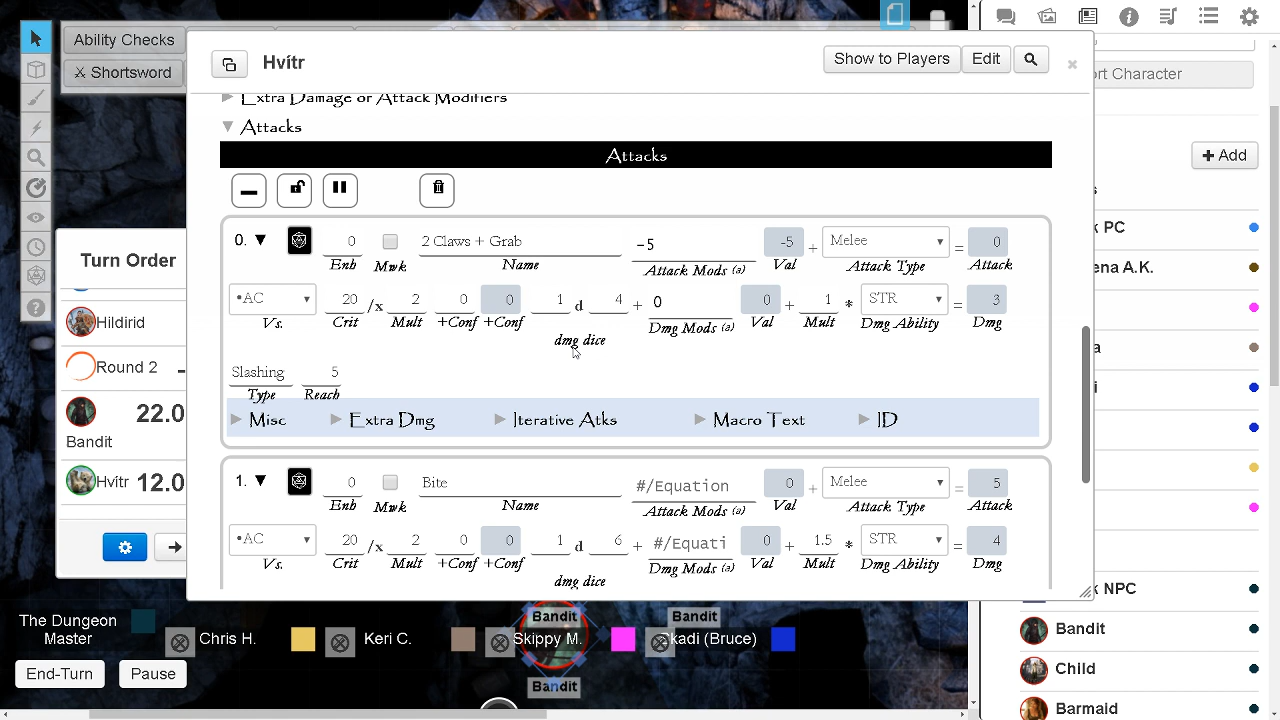 Ability Checks
Shortsword
Hvítr
Show to Players
Edit
×
ort Character
Extra Damage or Attack Modifiers
Attacks
Attacks
+ Add
Turn Order
Hildirid
Round 2
Bandit
22.0
Hvítr
12.0
0.
0
Enh
Mwk
2 Claws + Grab
Name
-5
Attack Mods (a)
-5
Val
+
Melee
Attack Type
=
0
Attack
•AC
Vs.
20
Crit
/x
2
Mult
0
+Conf
0
+Conf
1
d
4
dmg dice
+
0
Dmg Mods (a)
0
Val
+
1
Mult
*
STR
Dmg Ability
=
3
Dmg
Slashing
Type
5
Reach
Misc
Extra Dmg
Iterative Atks
Macro Text
ID
1.
0
Enh
Mwk
Bite
Name
#/Equation
Attack Mods (a)
0
Val
+
Melee
Attack Type
=
5
Attack
•AC
Vs.
20
Crit
/x
2
Mult
0
+Conf
0
+Conf
1
d
6
dmg dice
+
#/Equati
Dmg Mods (a)
0
Val
+
1.5
Mult
*
STR
Dmg Ability
=
4
Dmg
PC
ena A.K.
NPC
Bandit
Child
Barmaid
The Dungeon
Master
Chris H.
Keri C.
Skippy M.
Skadi (Bruce)
Bandit
Bandit
Bandit
End-Turn
Pause